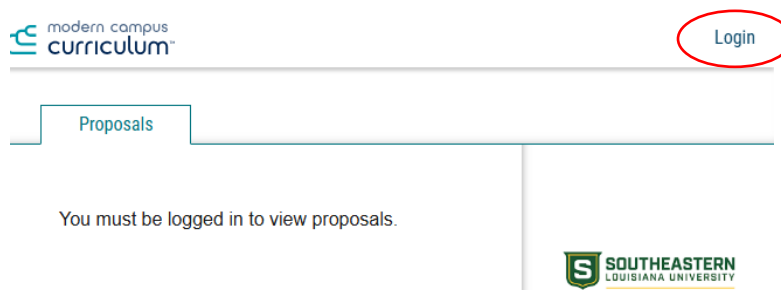 modern campus
curriculum™
Login
Proposals
You must be logged in to view proposals.
S SOUTHEASTERN
LOUISIANA UNIVERSITY